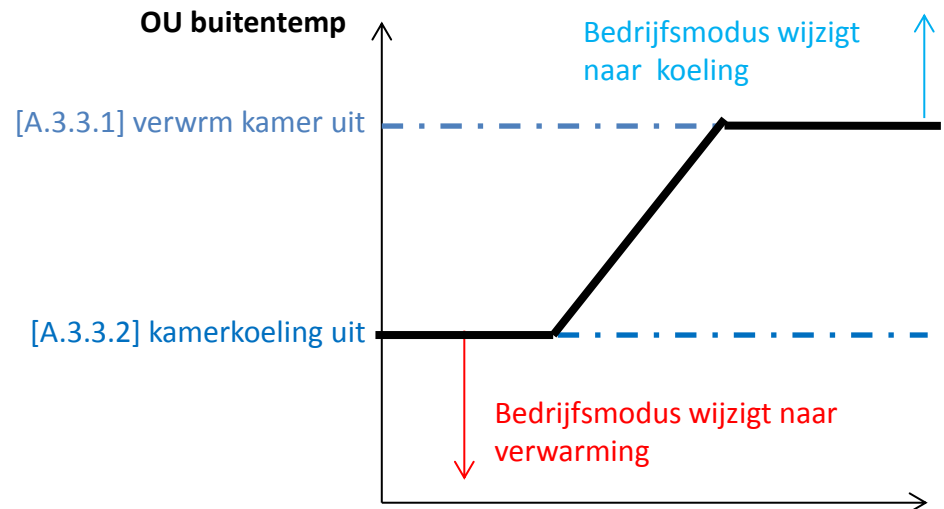 OU buitentemp
Bedrijfsmodus wijzigt
naar koeling
[A.3.3.1] verwrm kamer uit
[A.3.3.2] kamerkoeling uit
Bedrijfsmodus wijzigt naar
verwarming